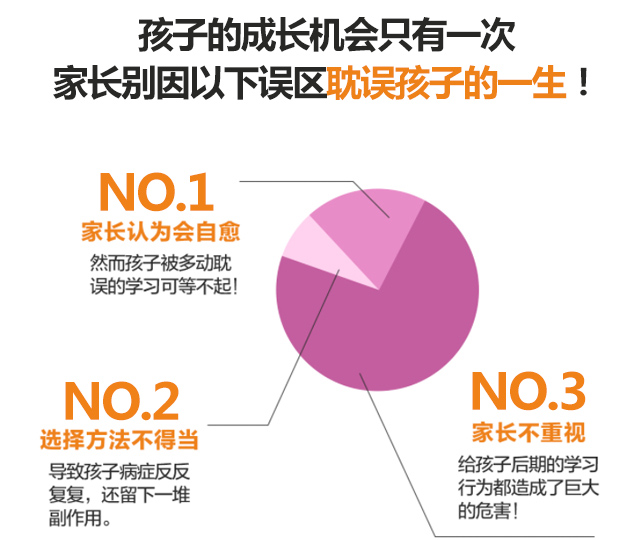 孩子的成长机会只有一次
家长别因以下误区耽误孩子的一生！
NO.1
家长认为会自愈
然而孩子被多动耽
误的学习可等不起！
NO.2
选择方法不得当
导致孩子病症反反
复复，还留下一堆
副作用。
NO.3
家长不重视
给孩子后期的学习
行为都造成了巨大
的危害！